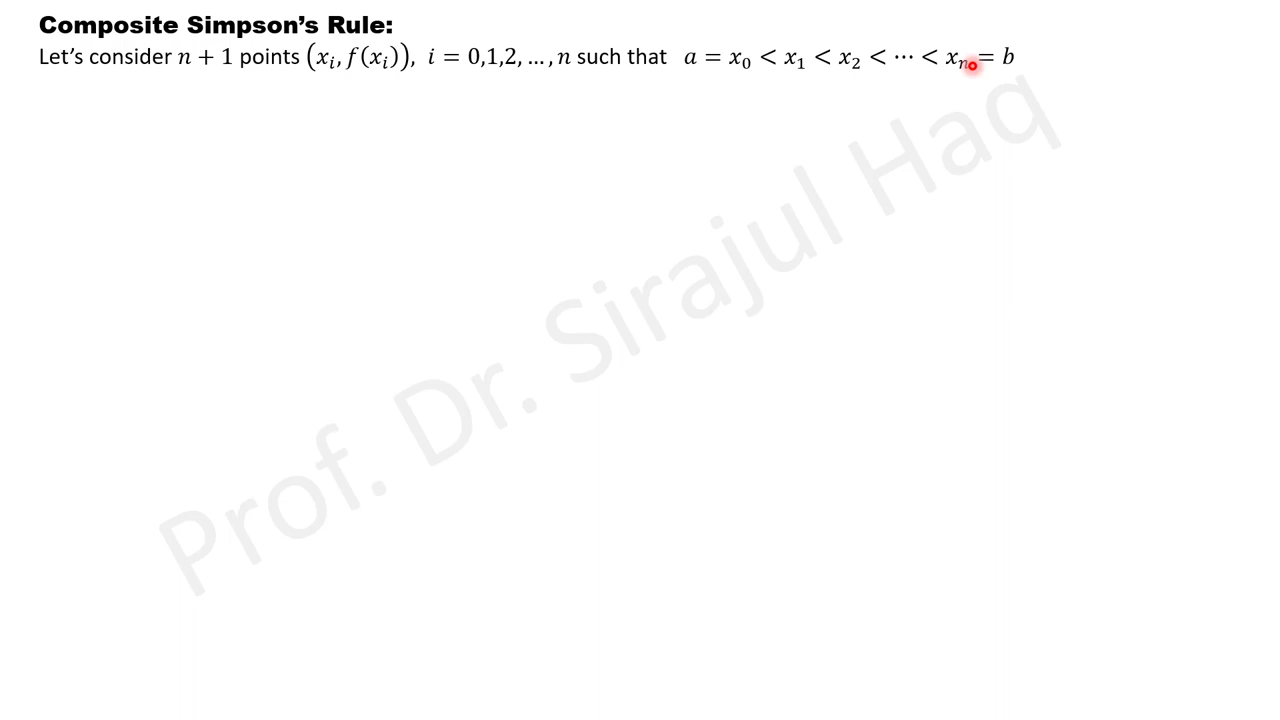 Composite Simpson's Rule:
Let's consider n + 1 points (xᵢ, f(xᵢ)), i = 0,1,2, … , n such that a = x₀ < x₁ < x₂ < ⋯ < xₙ = b
Prof. Dr. Sirajul Haq